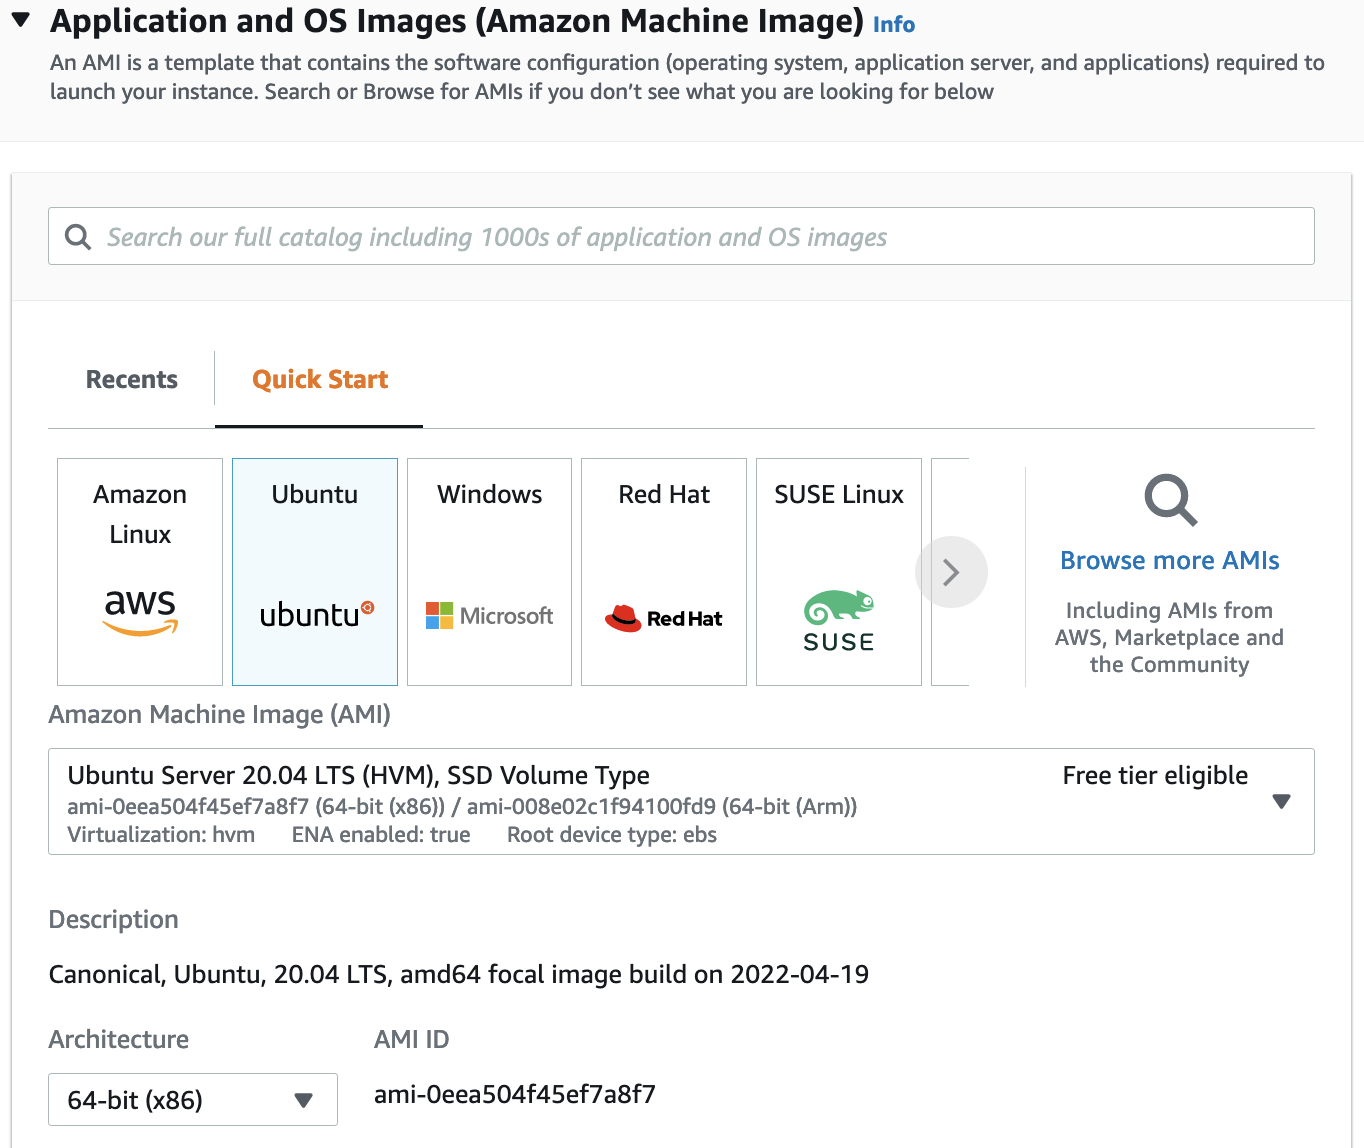 Application and OS Images (Amazon Machine Image) Info
An AMI is a template that contains the software configuration (operating system, application server, and applications) required to
launch your instance. Search or Browse for AMIs if you don’t see what you are looking for below
Search our full catalog including 1000s of application and OS images
Recents
Quick Start
Amazon
Linux
aws
Ubuntu
ubuntu
Windows
Microsoft
Red Hat
Red Hat
SUSE Linux
SUSE
Browse more AMIs
Including AMIs from
AWS, Marketplace and
the Community
Amazon Machine Image (AMI)
Ubuntu Server 20.04 LTS (HVM), SSD Volume Type
Free tier eligible
ami-0eea504f45ef7a8f7 (64-bit (x86)) / ami-008e02c1f94100fd9 (64-bit (Arm))
Virtualization: hvm ENA enabled: true Root device type: ebs
Description
Canonical, Ubuntu, 20.04 LTS, amd64 focal image build on 2022-04-19
Architecture
AMI ID
64-bit (x86)
ami-0eea504f45ef7a8f7